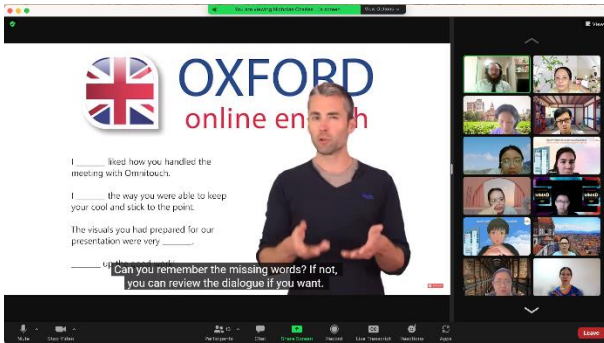 You are viewing Nicholas Charles ...'s screen
View Options
View
OXFORD
online en h
I ______ liked how you handled the
meeting with Omnitouch.
I ______ the way you were able to keep
your cool and stick to the point.
The visuals you had prepared for our
presentation were very ______.
______ up the good work
Can you remember the missing words? If not,
you can review the dialogue if you want.
Mute
Stop Video
Participants
Chat
Share Screen
Record
Live Transcript
Reactions
Apps
Leave